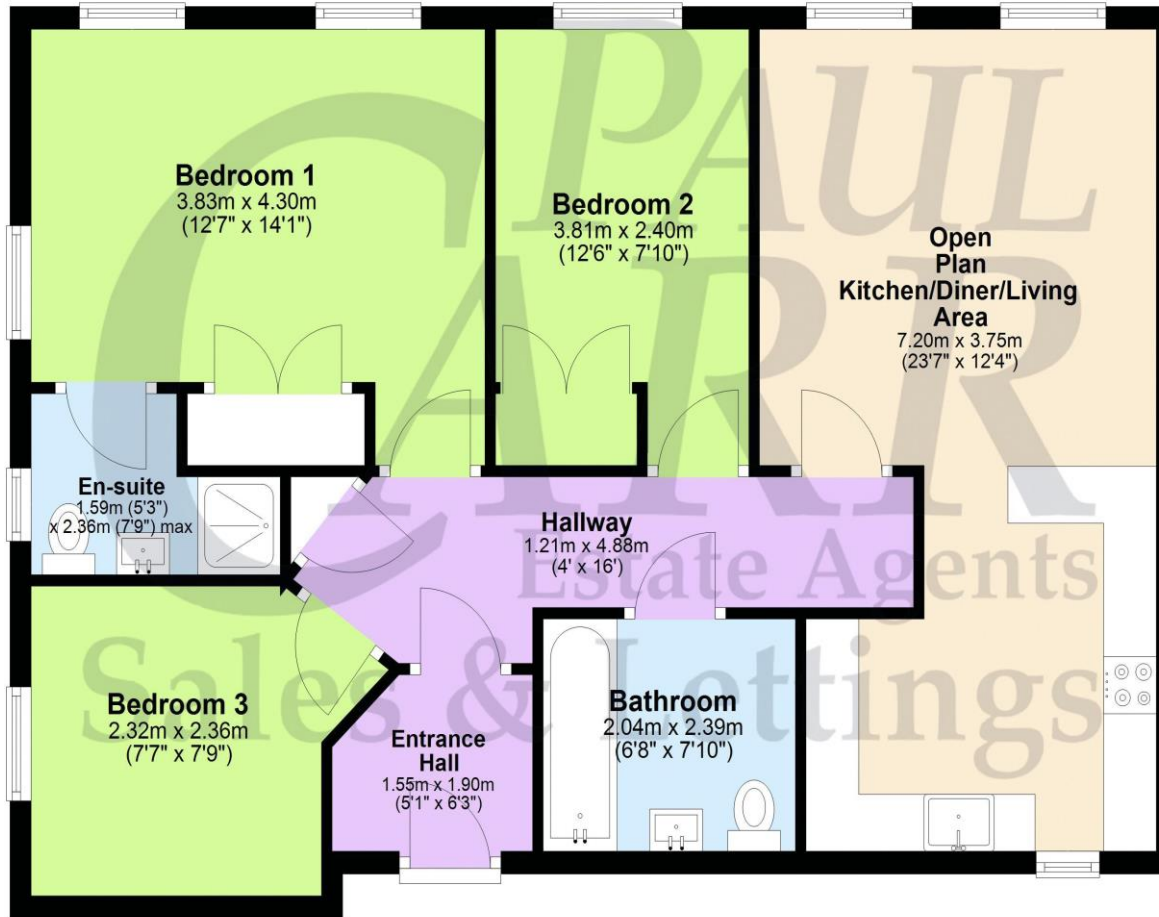 PAUL
CARR
Estate Agents
Sales & Lettings
Bedroom 1
3.83m x 4.30m
(12'7" x 14'1")
Bedroom 2
3.81m x 2.40m
(12'6" x 7'10")
Open
Plan
Kitchen/Diner/Living
Area
7.20m x 3.75m
(23'7" x 12'4")
En-suite
1.59m (5'3")
x 2.36m (7'9") max
Hallway
1.21m x 4.88m
(4' x 16')
Bedroom 3
2.32m x 2.36m
(7'7" x 7'9")
Entrance
Hall
1.55m x 1.90m
(5'1" x 6'3")
Bathroom
2.04m x 2.39m
(6'8" x 7'10")